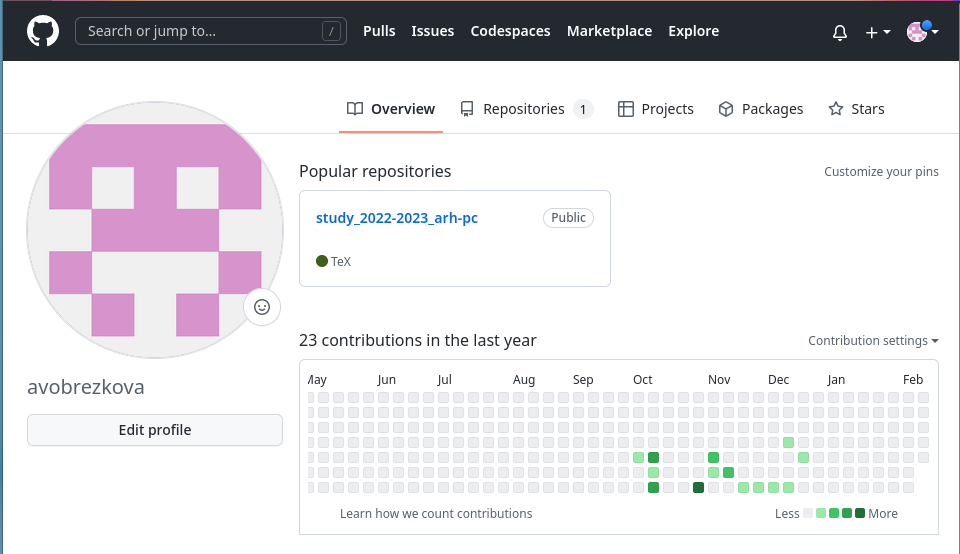 Search or jump to… / Pulls Issues Codespaces Marketplace Explore
Overview Repositories 1 Projects Packages Stars
Popular repositories Customize your pins
study_2022-2023_arh-pc Public
TeX
23 contributions in the last year Contribution settings
May Jun Jul Aug Sep Oct Nov Dec Jan Feb
avobrezkova
Edit profile
Learn how we count contributions Less More